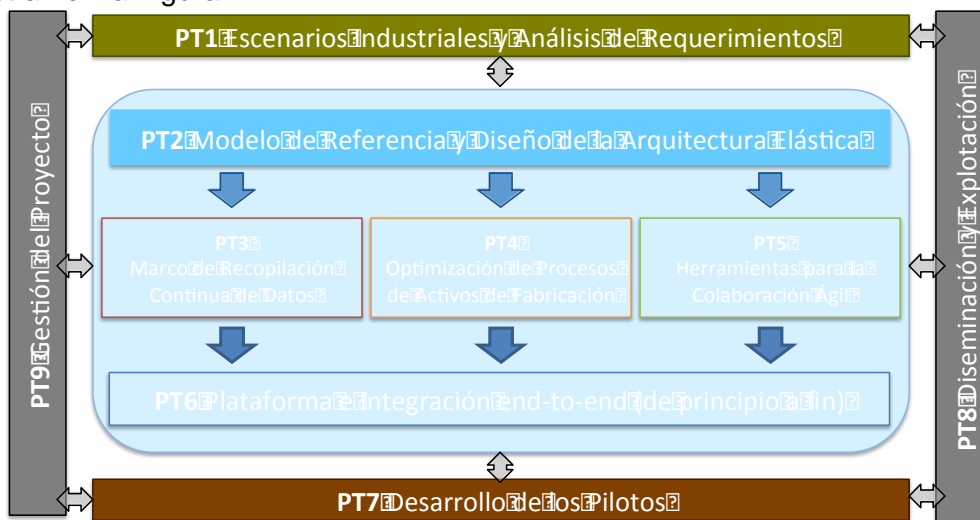 PT1 Escenarios Industriales y Análisis de Requerimientos
PT9 Gestión del Proyecto
PT8 Diseminación y Explotación
PT2 Modelo de Referencia y Diseño de la Arquitectura Elástica
PT3
Marco de Recopilación
Continua de Datos
PT4
Optimización de Procesos
de Activos de Fabricación
PT5
Herramientas para la
Colaboración Ágil
PT6 Plataforma e Integración end-to-end (de principio a fin)
PT7 Desarrollo de los Pilotos